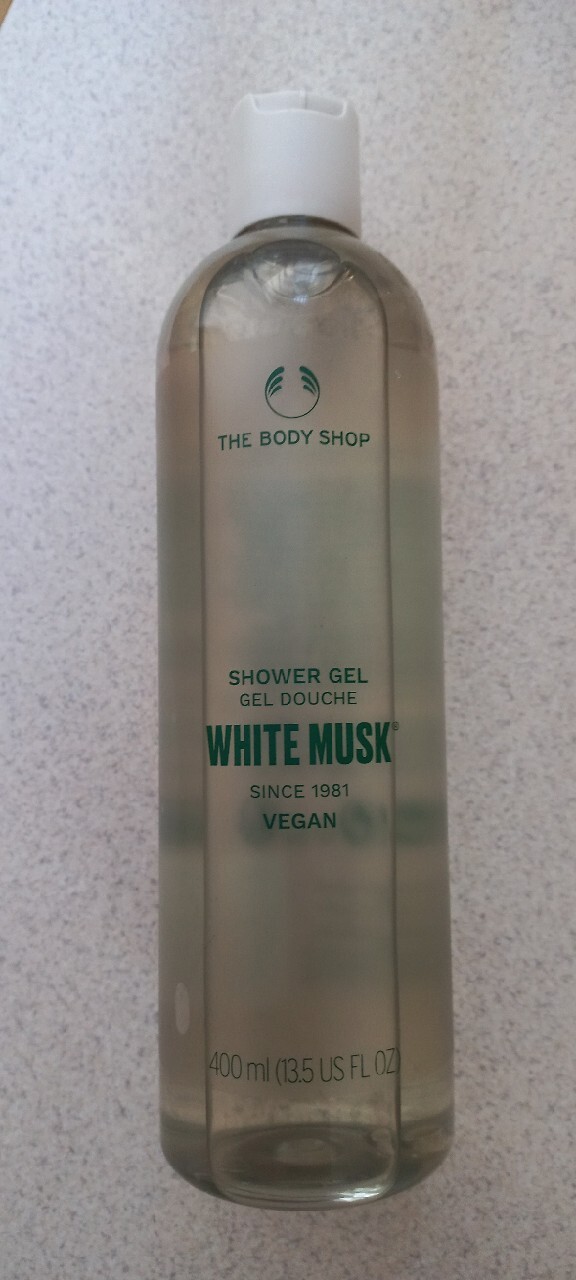 THE BODY SHOP
SHOWER GEL
GEL DOUCHE
WHITE MUSK®
SINCE 1981
VEGAN
400 ml (13.5 US FL OZ)